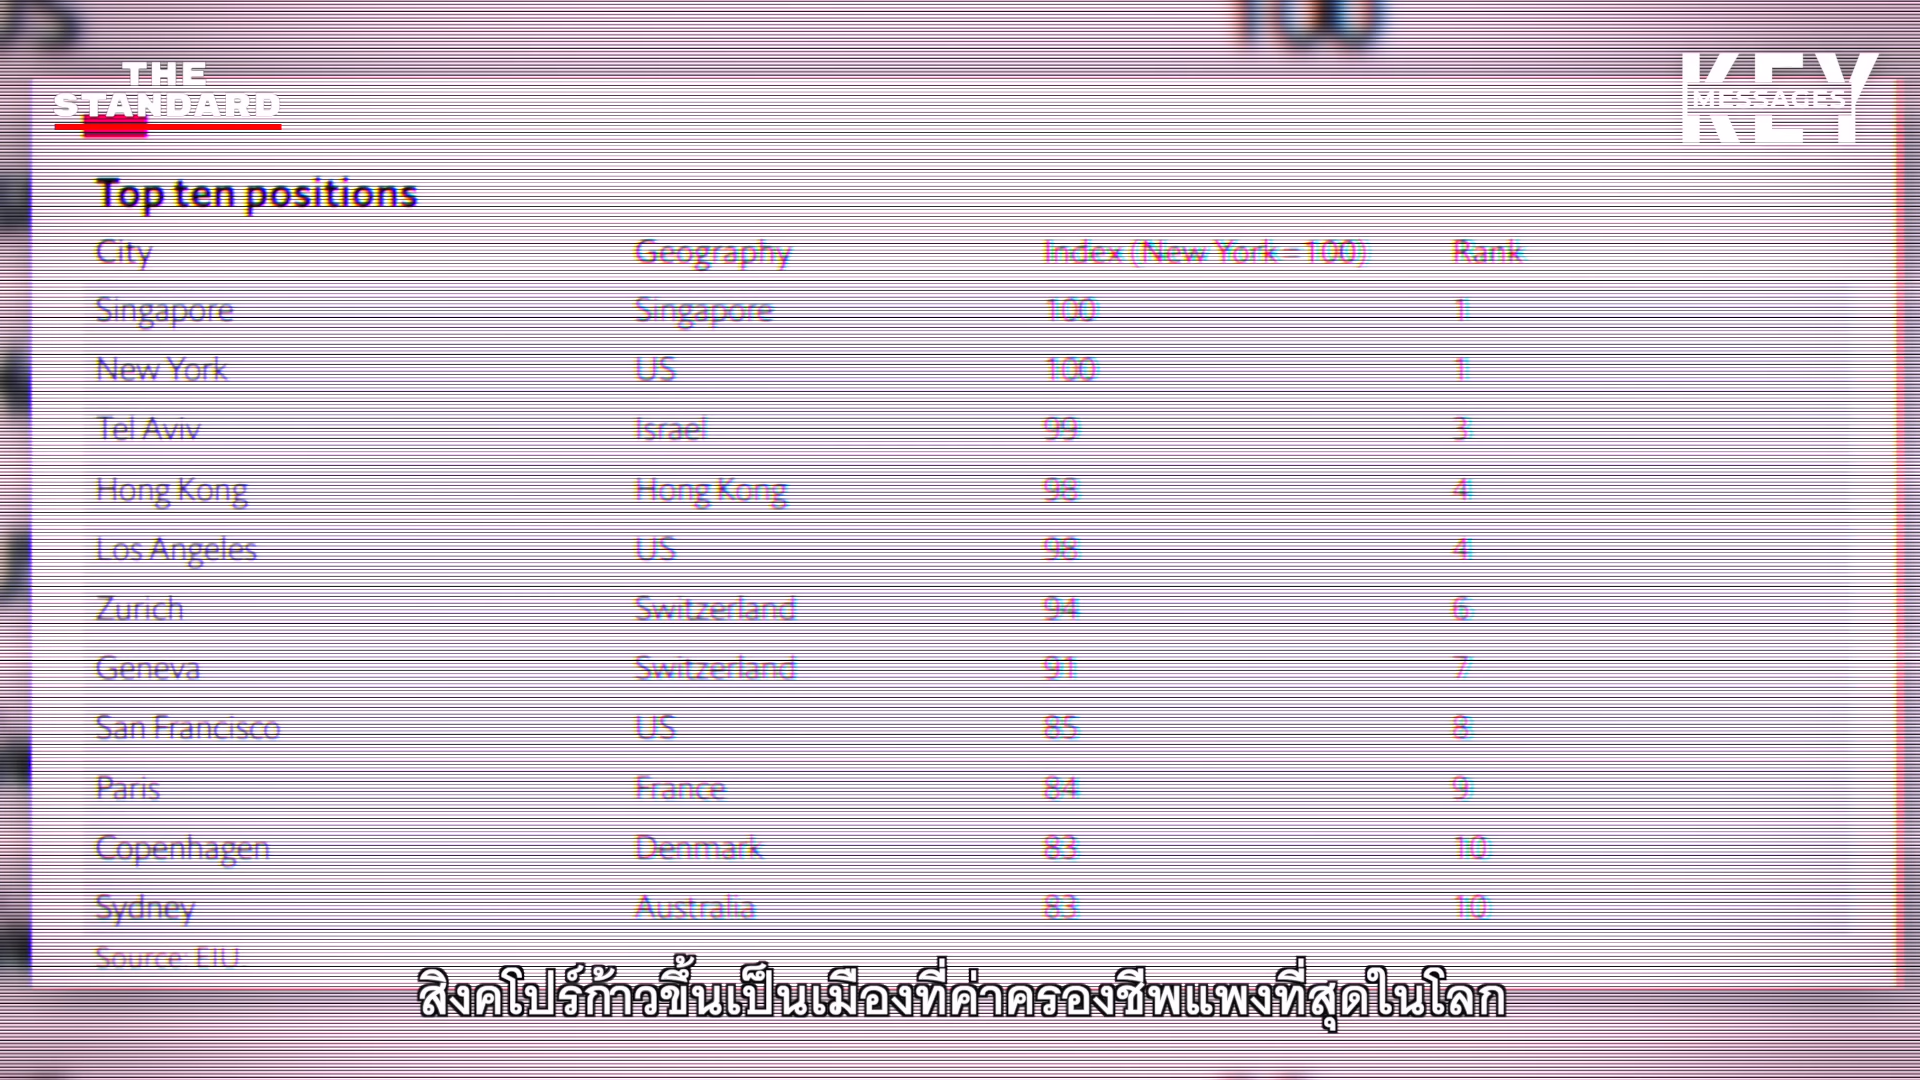 THE
STANDARD
KEY
MESSAGES
100
Top ten positions
City Geography Index (New York=100) Rank
Singapore Singapore 100 1
New York US 100 1
Tel Aviv Israel 99 3
Hong Kong Hong Kong 98 4
Los Angeles US 98 4
Zurich Switzerland 94 6
Geneva Switzerland 91 7
San Francisco US 85 8
Paris France 84 9
Copenhagen Denmark 83 10
Sydney Australia 83 10
Source: EIU.
สิงคโปร์ก้าวขึ้นเป็นเมืองที่ค่าครองชีพแพงที่สุดในโลก